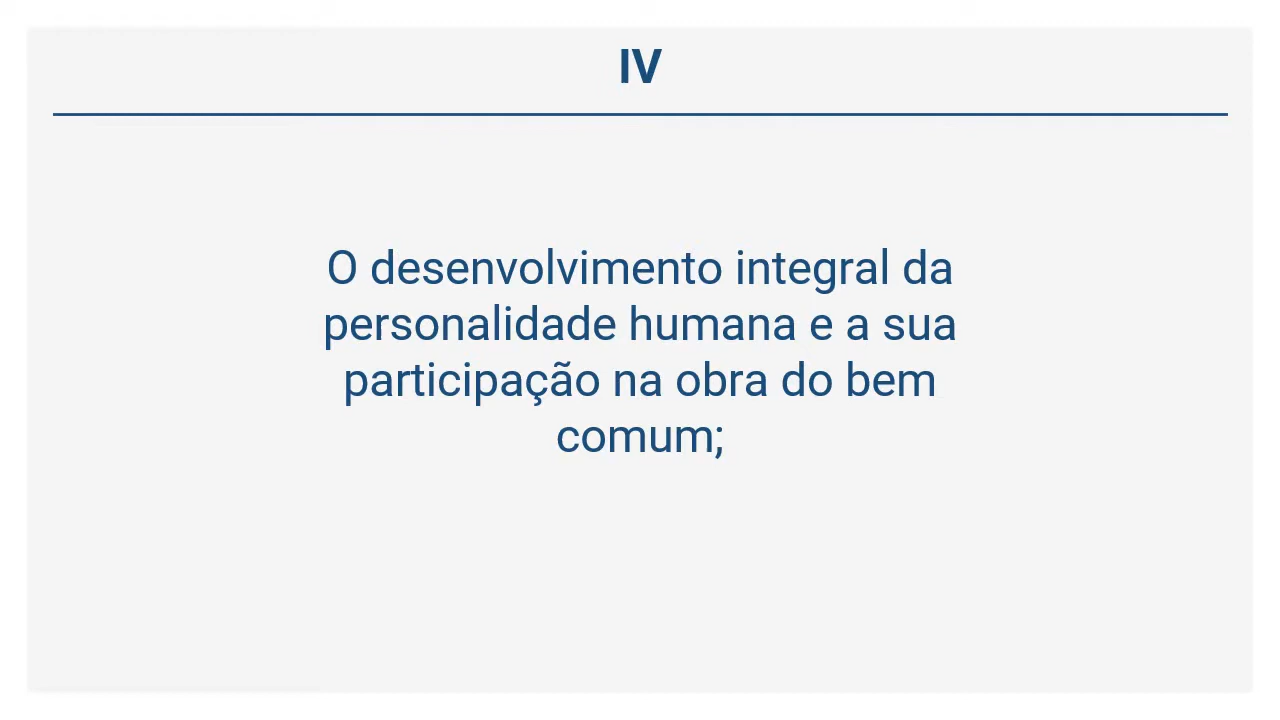 IV
O desenvolvimento integral da
personalidade humana e a sua
participação na obra do bem
comum;